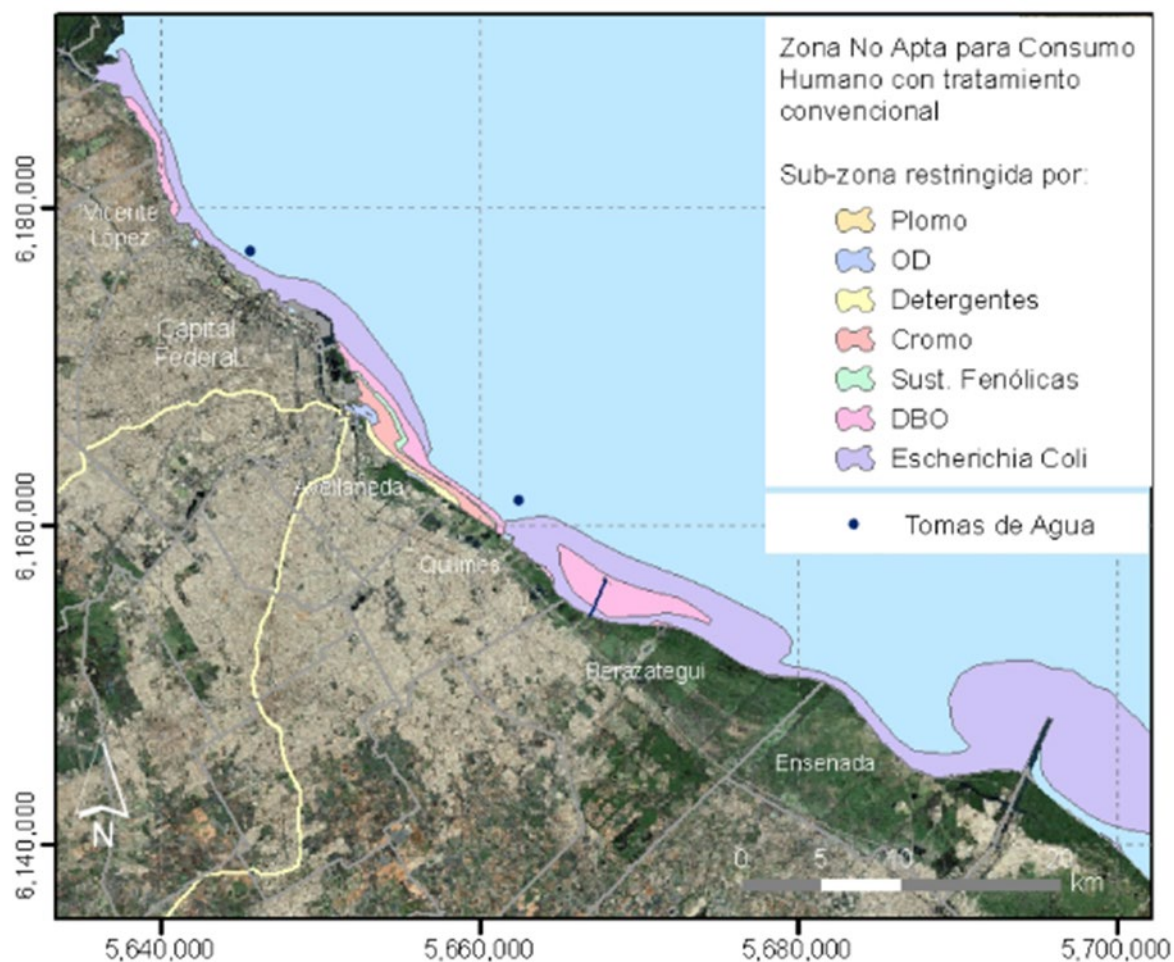 Zona No Apta para Consumo
Humano con tratamiento
convencional
Sub-zona restringida por:
Plomo
OD
Detergentes
Cromo
Sust. Fenólicas
DBO
Escherichia Coli
Tomas de Agua
6,180,000
6,160,000
6,140,000
Vicente
López
Capital
Federal
Avellaneda
Quilmes
Berazategui
Ensenada
N
0 5 10 20
km
5,640,000 5,660,000 5,680,000 5,700,000